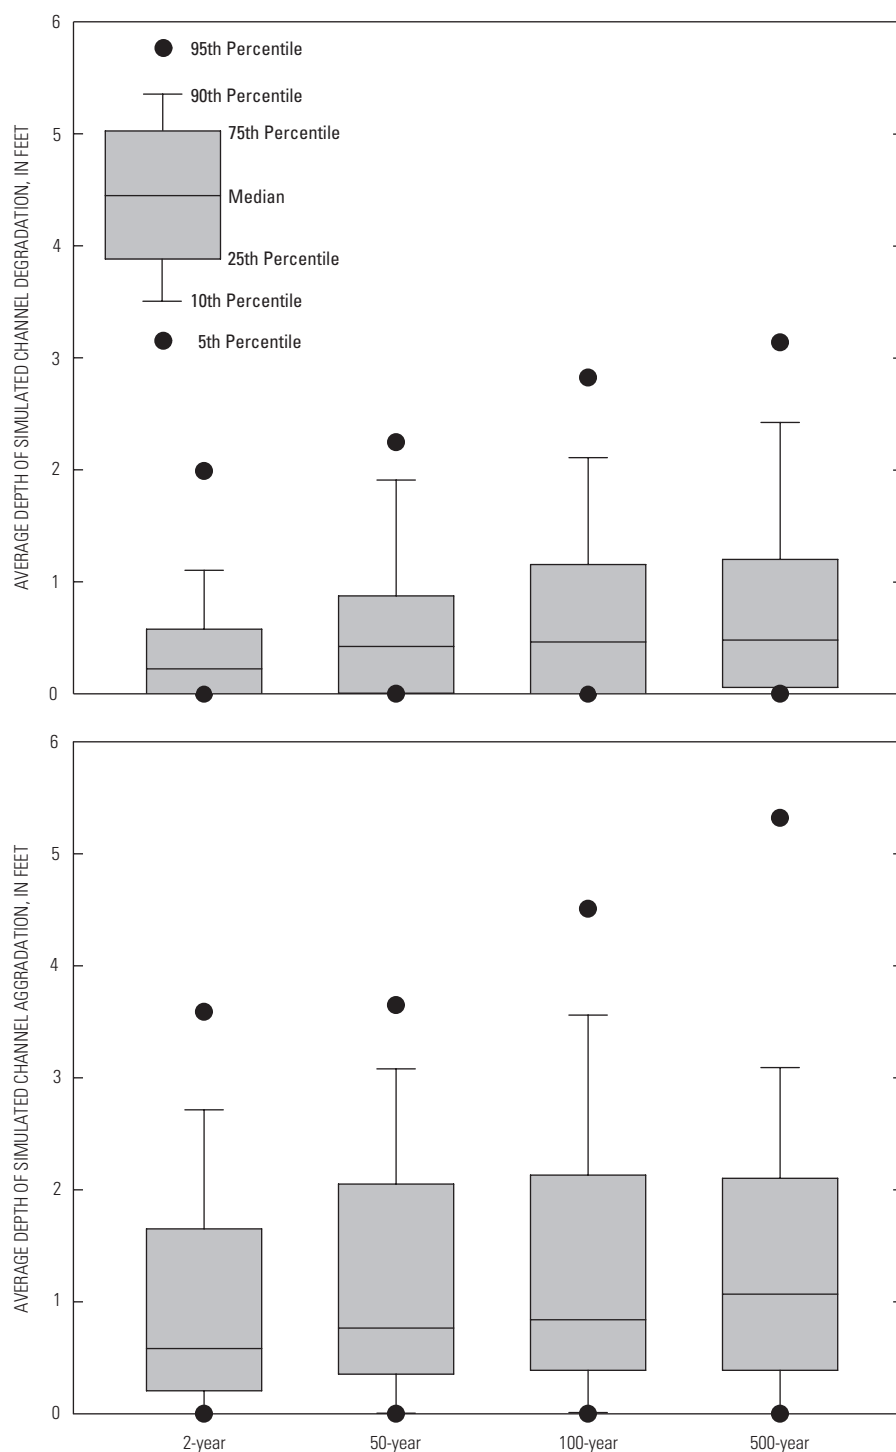 AVERAGE DEPTH OF SIMULATED CHANNEL DEGRADATION, IN FEET
6
5
4
3
2
1
0
95th Percentile
90th Percentile
75th Percentile
Median
25th Percentile
10th Percentile
5th Percentile
AVERAGE DEPTH OF SIMULATED CHANNEL AGGRADATION, IN FEET
6
5
4
3
2
1
0
2-year 50-year 100-year 500-year